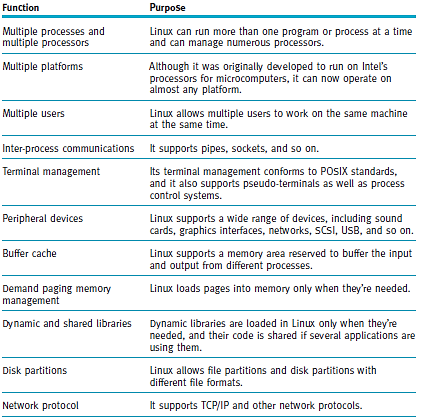 Function Purpose
Multiple processes and Linux can run more than one program or process at a time
multiple processors and can manage numerous processors.
Multiple platforms Although it was originally developed to run on Intel's
processors for microcomputers, it can now operate on
almost any platform.
Multiple users Linux allows multiple users to work on the same machine
at the same time.
Inter-process communications It supports pipes, sockets, and so on.
Terminal management Its terminal management conforms to POSIX standards,
and it also supports pseudo-terminals as well as process
control systems.
Peripheral devices Linux supports a wide range of devices, including sound
cards, graphics interfaces, networks, SCSI, USB, and so on.
Buffer cache Linux supports a memory area reserved to buffer the input
and output from different processes.
Demand paging memory Linux loads pages into memory only when they're needed.
management
Dynamic and shared libraries Dynamic libraries are loaded in Linux only when they're
needed, and their code is shared if several applications are
using them.
Disk partitions Linux allows file partitions and disk partitions with
different file formats.
Network protocol It supports TCP/IP and other network protocols.